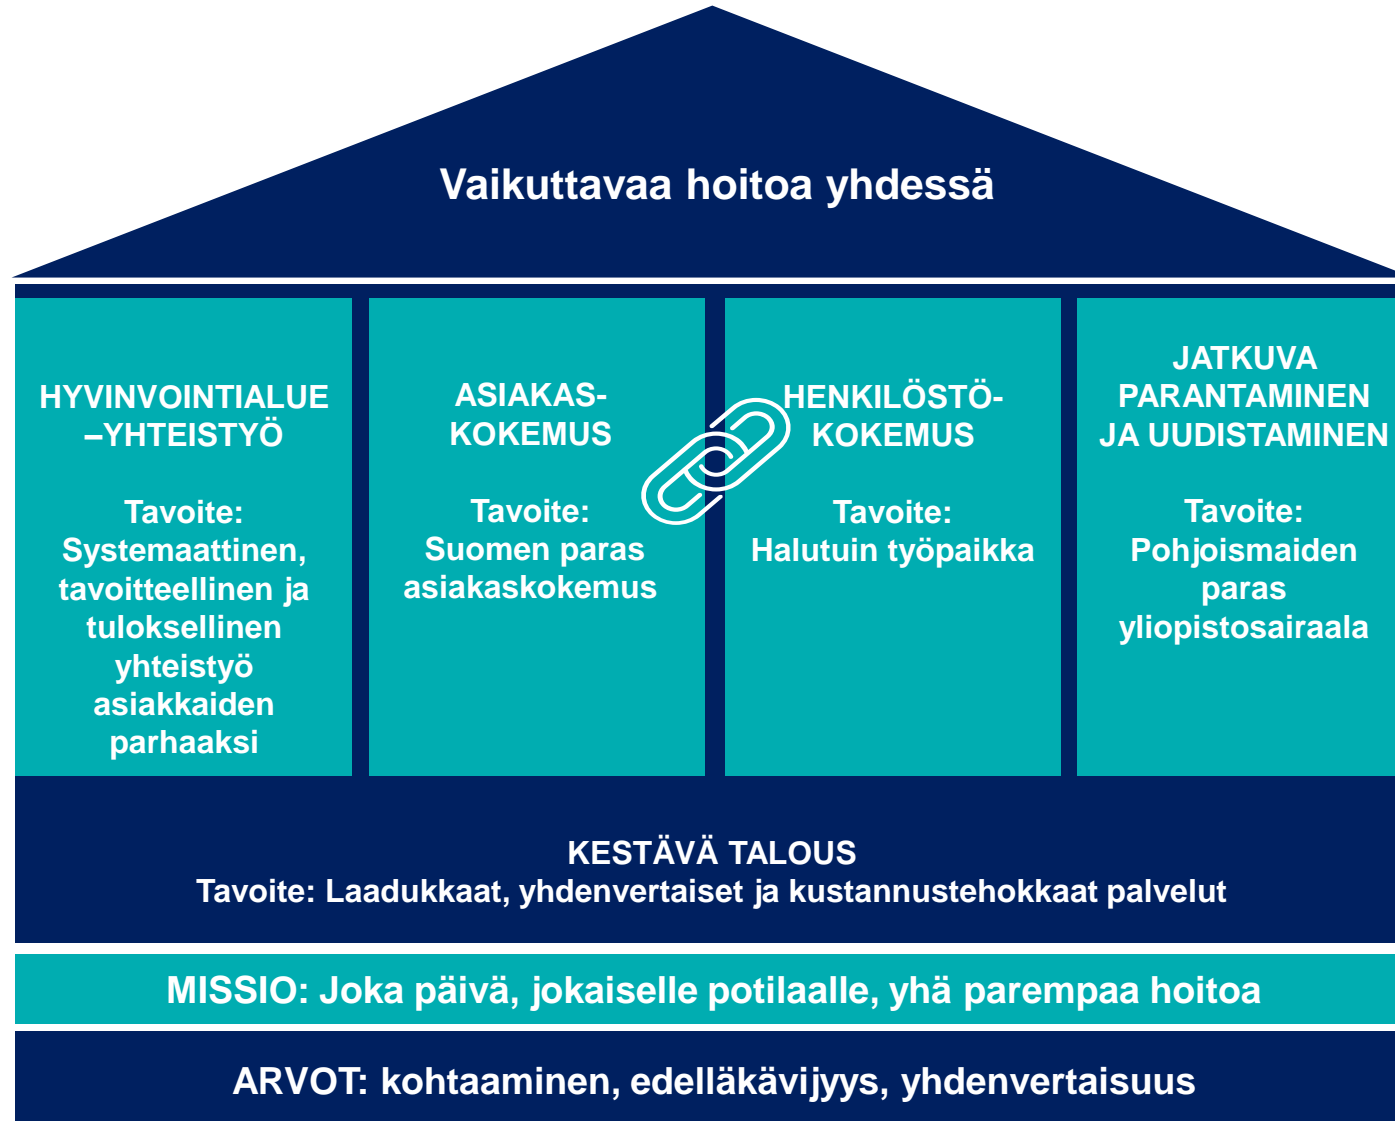 Vaikuttavaa hoitoa yhdessä
HYVINVOINTIALUE
–YHTEISTYÖ
Tavoite:
Systemaattinen,
tavoitteellinen ja
tuloksellinen
yhteistyö
asiakkaiden
parhaaksi
ASIAKAS-
KOKEMUS
Tavoite:
Suomen paras
asiakaskokemus
HENKILÖSTÖ-
KOKEMUS
Tavoite:
Halutuin työpaikka
JATKUVA
PARANTAMINEN
JA UUDISTAMINEN
Tavoite:
Pohjoismaiden
paras
yliopistosairaala
KESTÄVÄ TALOUS
Tavoite: Laadukkaat, yhdenvertaiset ja kustannustehokkaat palvelut
MISSIO: Joka päivä, jokaiselle potilaalle, yhä parempaa hoitoa
ARVOT: kohtaaminen, edelläkävijyys, yhdenvertaisuus